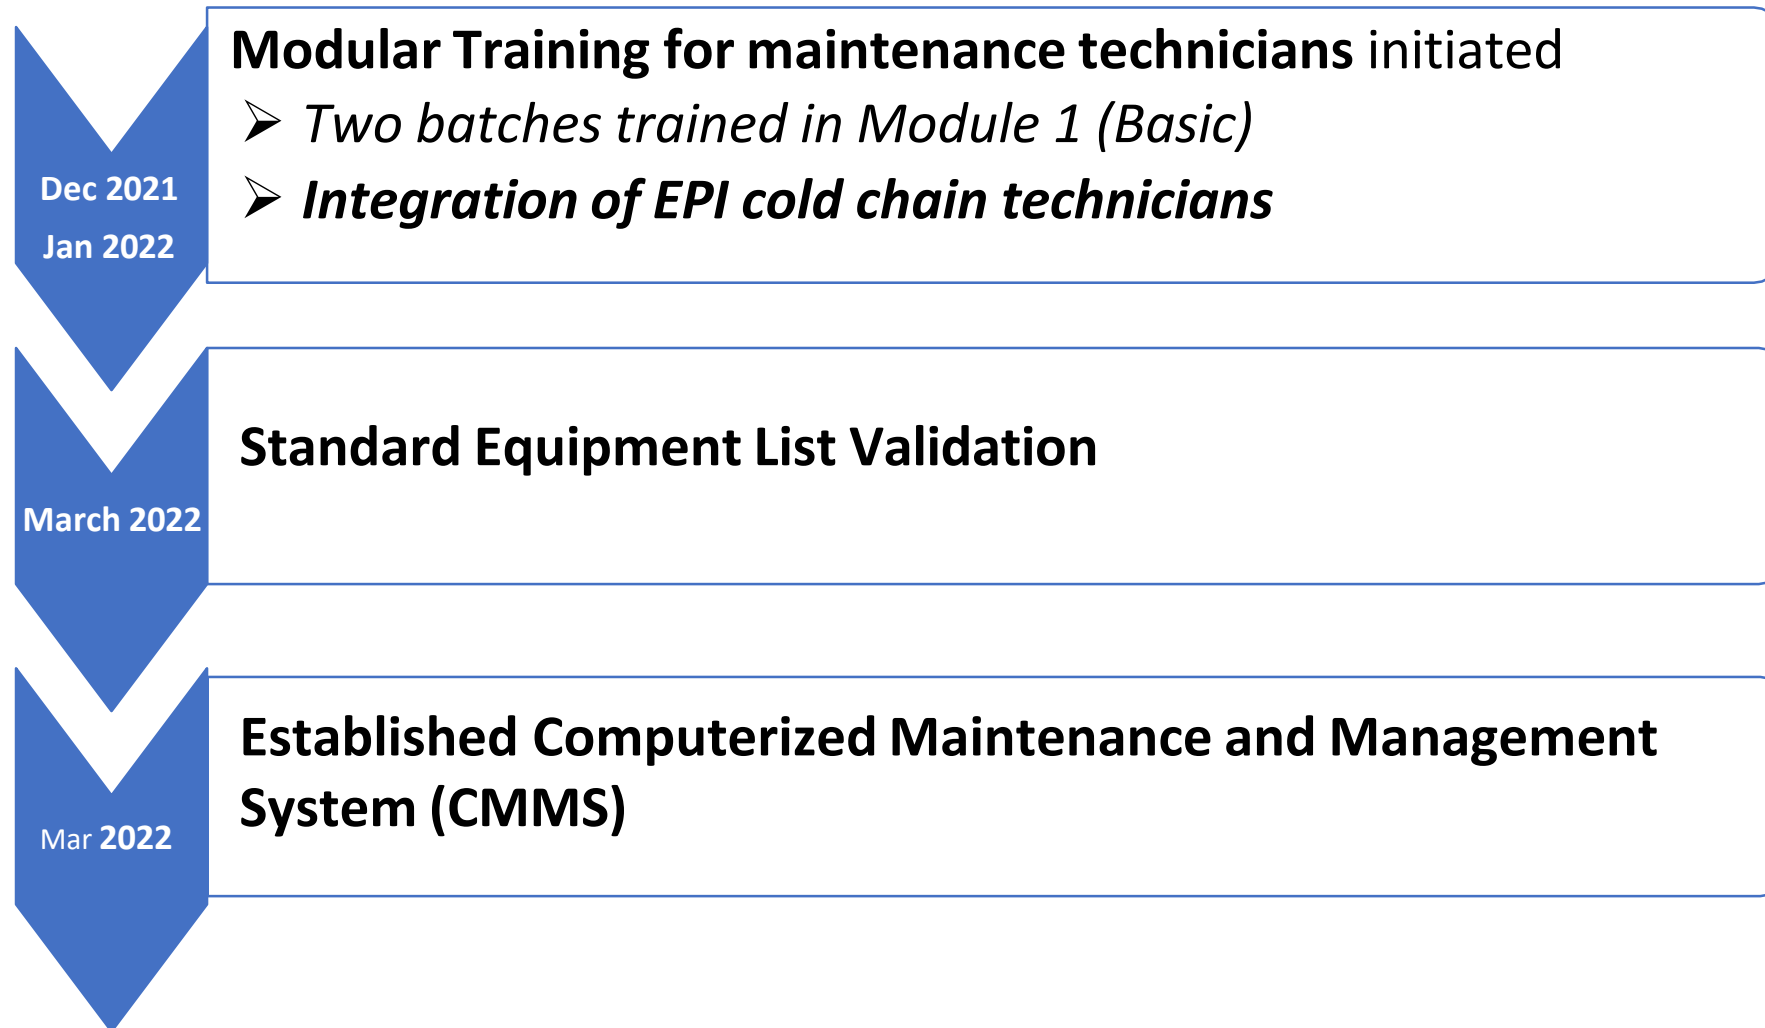 Modular Training for maintenance technicians initiated
➢ Two batches trained in Module 1 (Basic)
➢ Integration of EPI cold chain technicians
Dec 2021
Jan 2022
Standard Equipment List Validation
March 2022
Established Computerized Maintenance and Management
System (CMMS)
Mar 2022